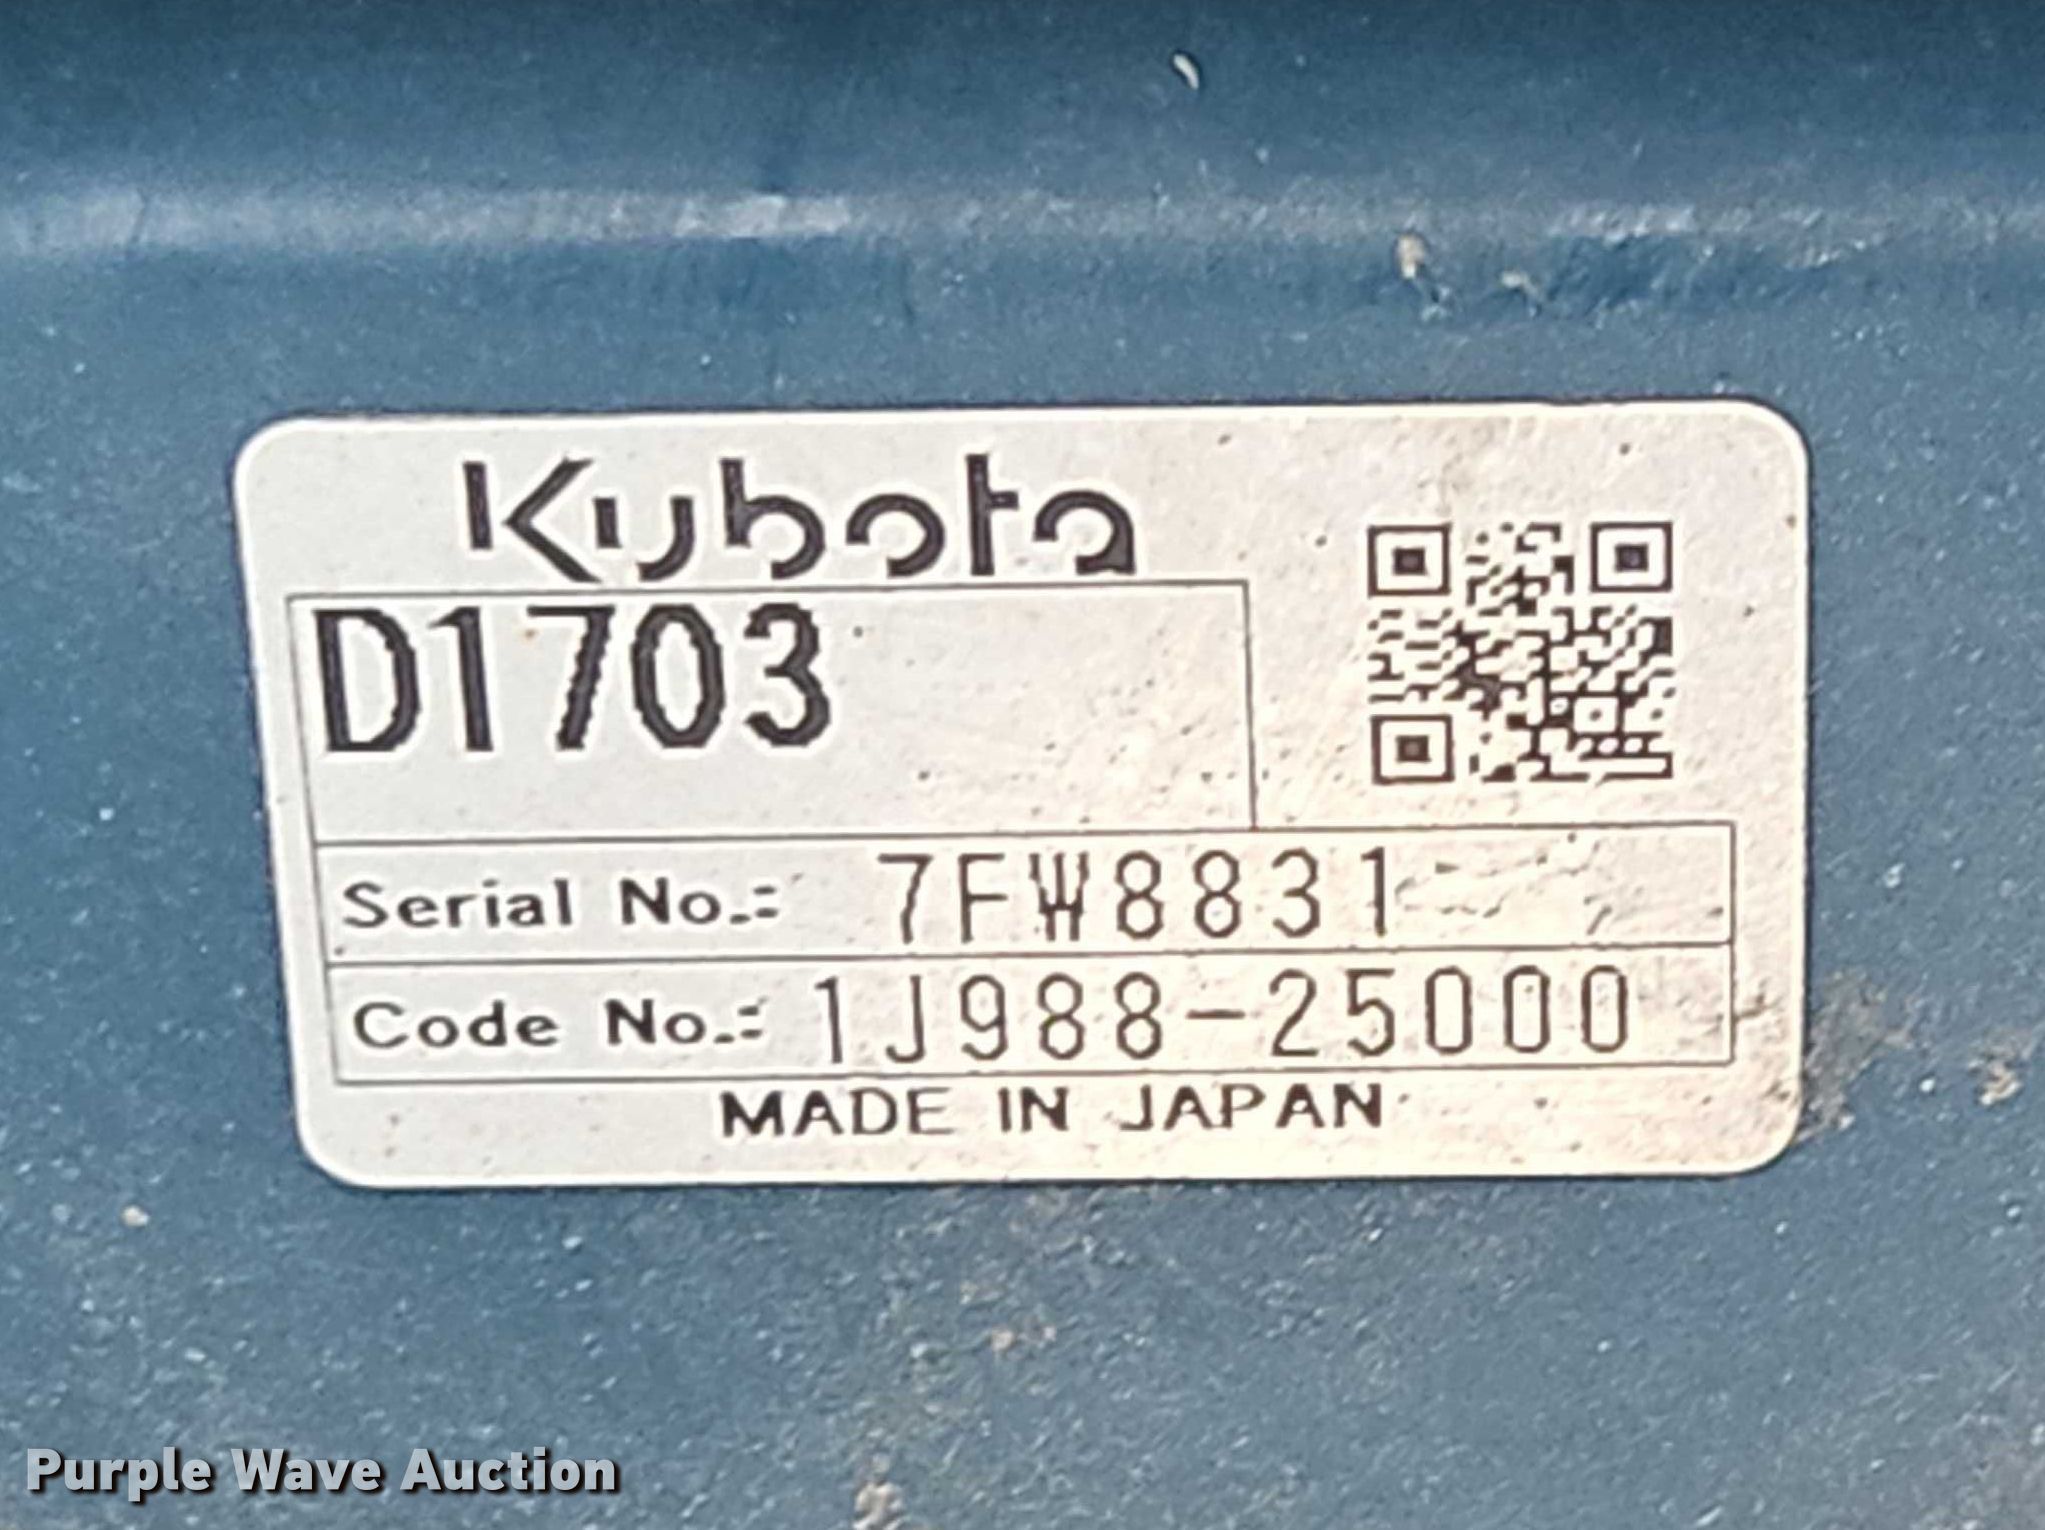 Kubota
D1703
Serial No.: 7FW8831
Code No.: 1J988-25000
MADE IN JAPAN
Purple Wave Auction